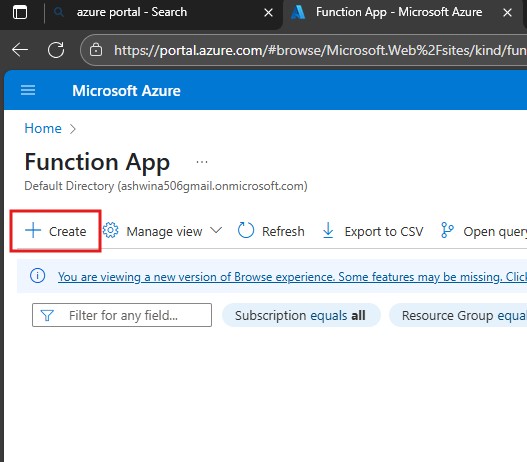 azure portal - Search
Function App - Microsoft Azure
https://portal.azure.com/#browse/Microsoft.Web%2Fsites/kind/fun
Microsoft Azure
Home
Function App ...
Default Directory (ashwina506gmail.onmicrosoft.com)
Create Manage view Refresh Export to CSV Open query
You are viewing a new version of Browse experience. Some features may be missing. Click
Filter for any field... Subscription equals all Resource Group equa